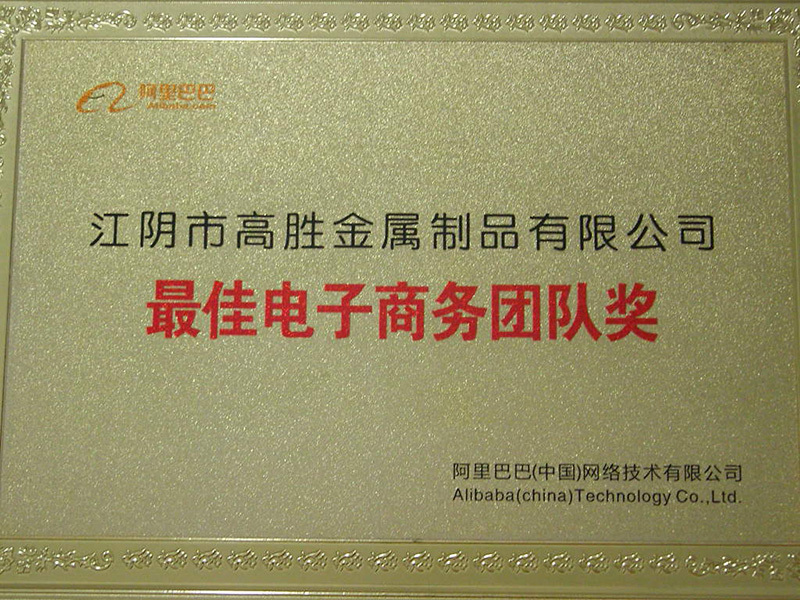 阿里巴巴
Alibaba.com
江阴市高胜金属制品有限公司
最佳电子商务团队奖
阿里巴巴(中国)网络技术有限公司
Alibaba(china)Technology Co.,Ltd.